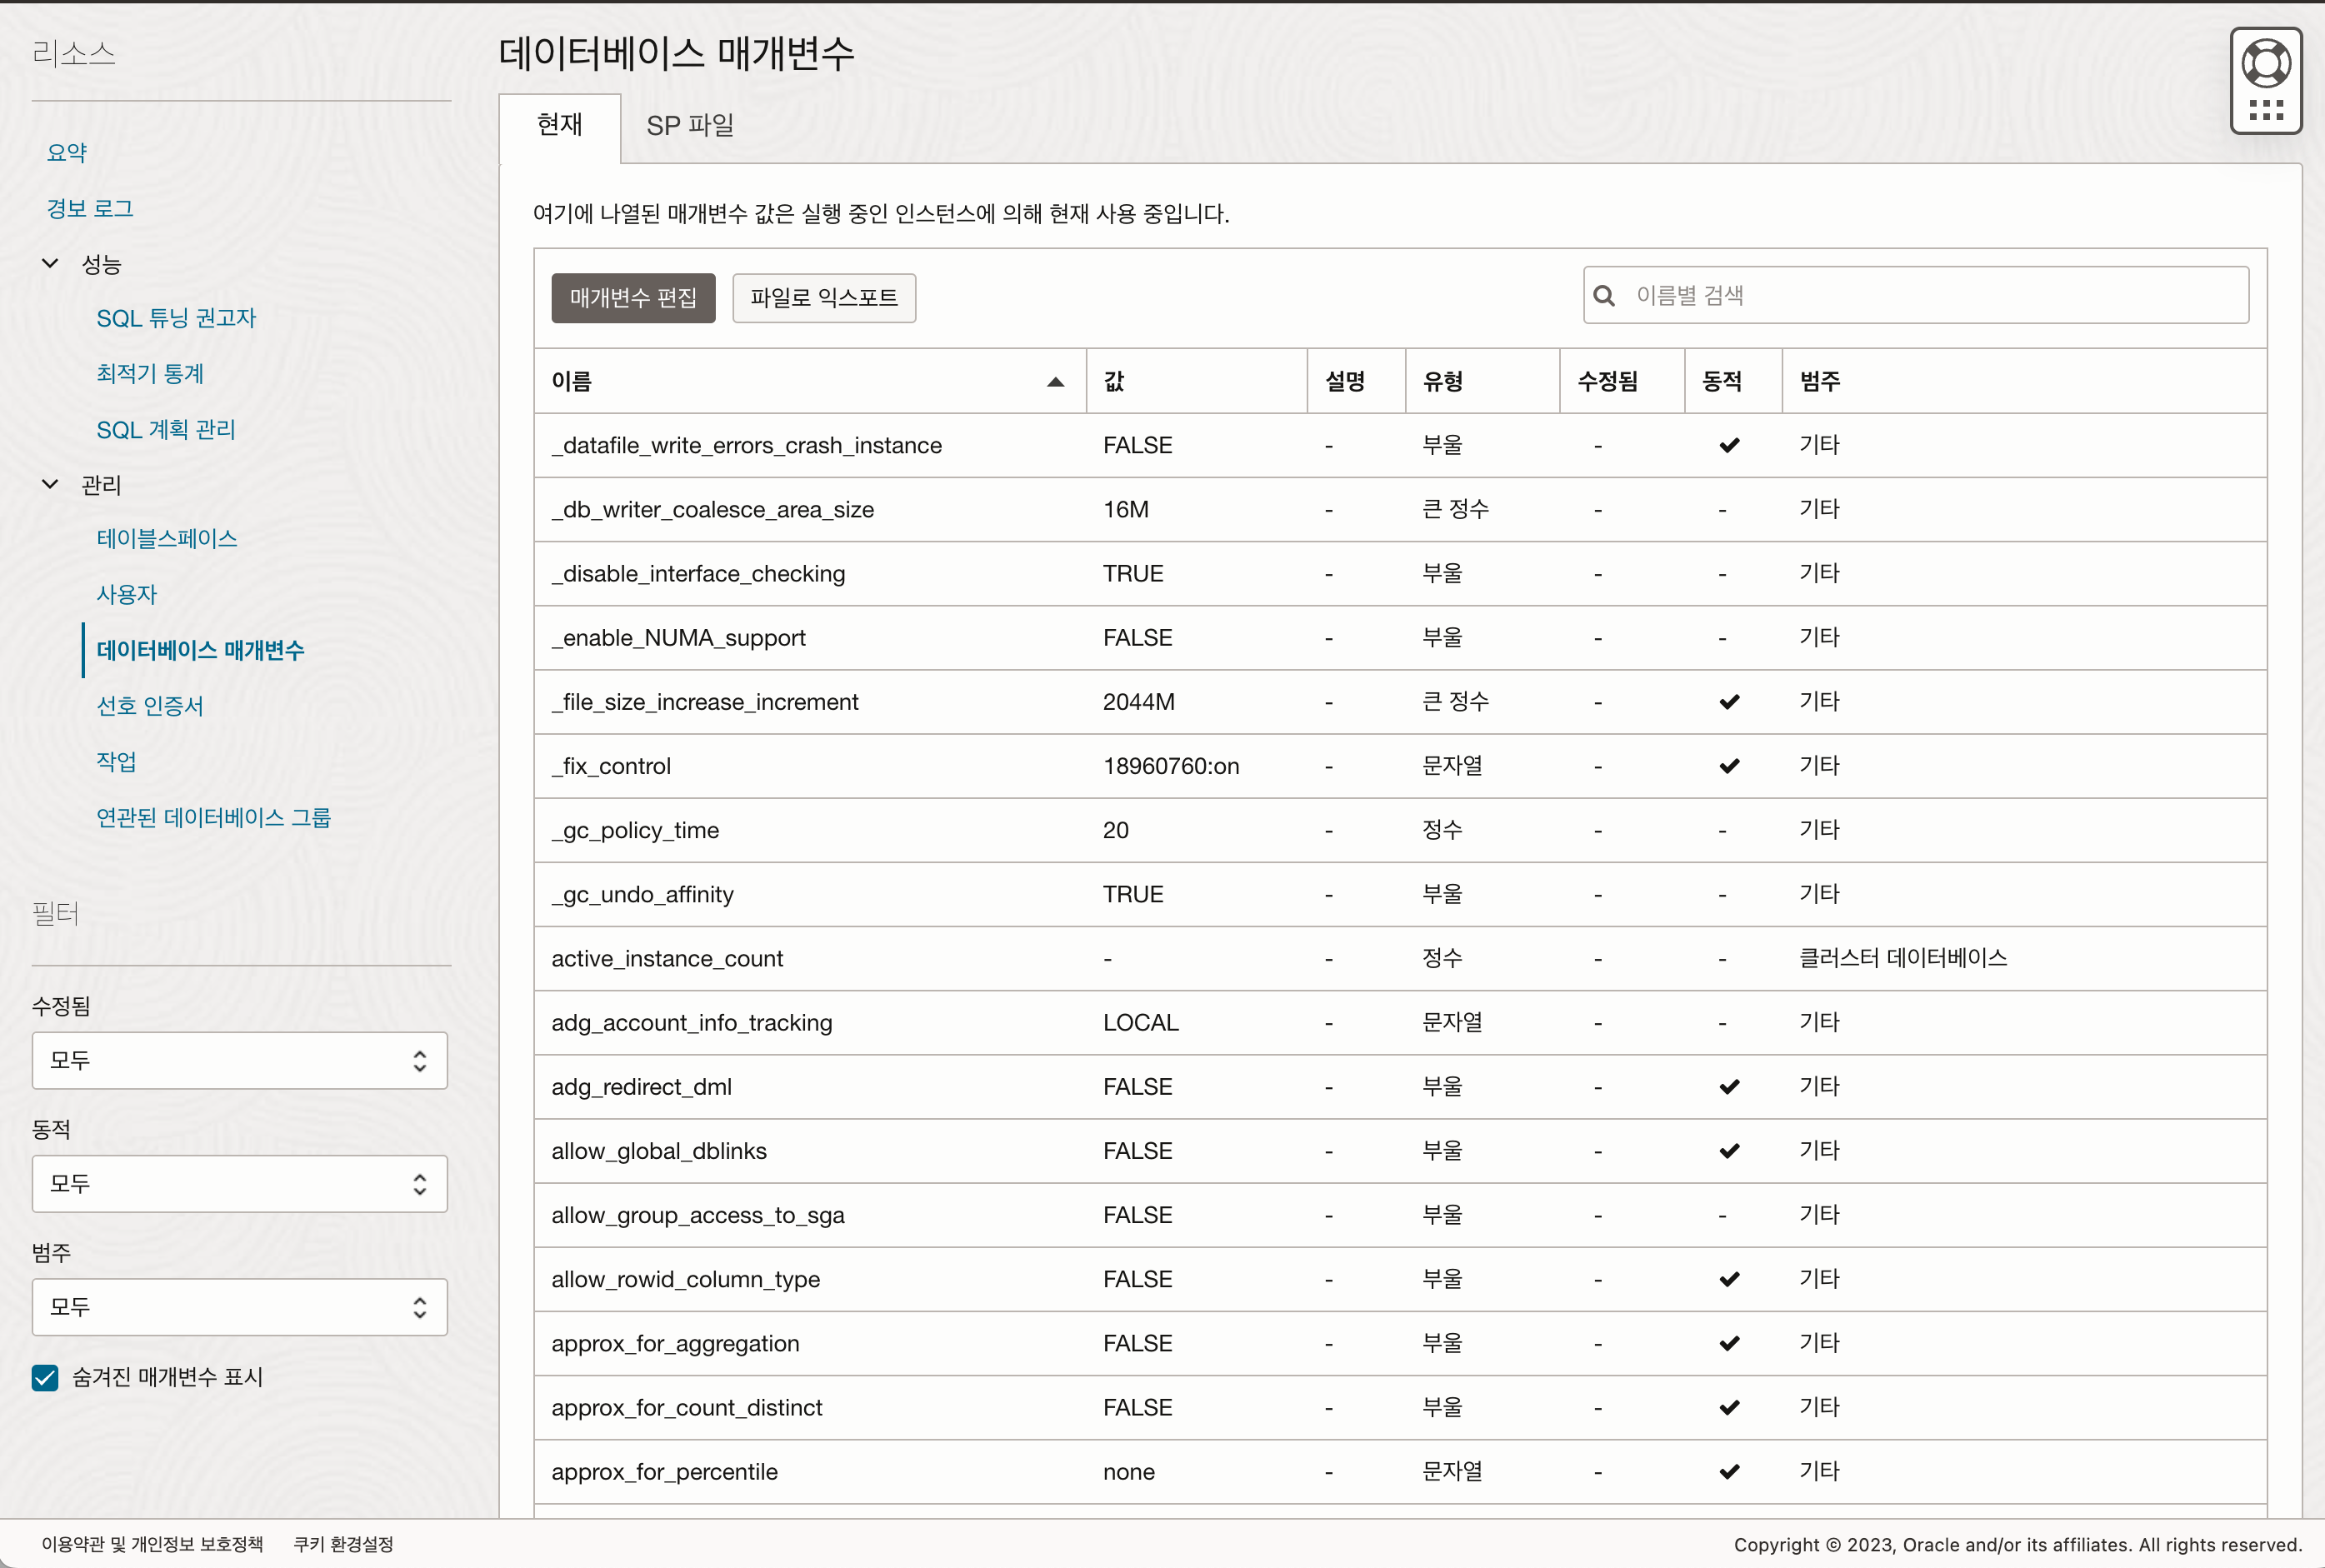 리소스
요약
경보 로그
성능
SQL 튜닝 권고자
최적기 통계
SQL 계획 관리
관리
테이블스페이스
사용자
데이터베이스 매개변수
선호 인증서
작업
연관된 데이터베이스 그룹
필터
수정됨
모두
동적
모두
범주
모두
숨겨진 매개변수 표시
데이터베이스 매개변수
현재 SP 파일
여기에 나열된 매개변수 값은 실행 중인 인스턴스에 의해 현재 사용 중입니다.
매개변수 편집 파일로 익스포트 이름별 검색
이름 값 설명 유형 수정됨 동적 범주
_datafile_write_errors_crash_instance FALSE - 부울 - ✔ 기타
_db_writer_coalesce_area_size 16M - 큰 정수 - - 기타
_disable_interface_checking TRUE - 부울 - - 기타
_enable_NUMA_support FALSE - 부울 - - 기타
_file_size_increase_increment 2044M - 큰 정수 - ✔ 기타
_fix_control 18960760:on - 문자열 - ✔ 기타
_gc_policy_time 20 - 정수 - - 기타
_gc_undo_affinity TRUE - 부울 - - 기타
active_instance_count - - 정수 - - 클러스터 데이터베이스
adg_account_info_tracking LOCAL - 문자열 - - 기타
adg_redirect_dml FALSE - 부울 - ✔ 기타
allow_global_dblinks FALSE - 부울 - ✔ 기타
allow_group_access_to_sga FALSE - 부울 - - 기타
allow_rowid_column_type FALSE - 부울 - ✔ 기타
approx_for_aggregation FALSE - 부울 - ✔ 기타
approx_for_count_distinct FALSE - 부울 - ✔ 기타
approx_for_percentile none - 문자열 - ✔ 기타
이용약관 및 개인정보 보호정책 쿠키 환경설정 Copyright © 2023, Oracle and/or its affiliates. All rights reserved.